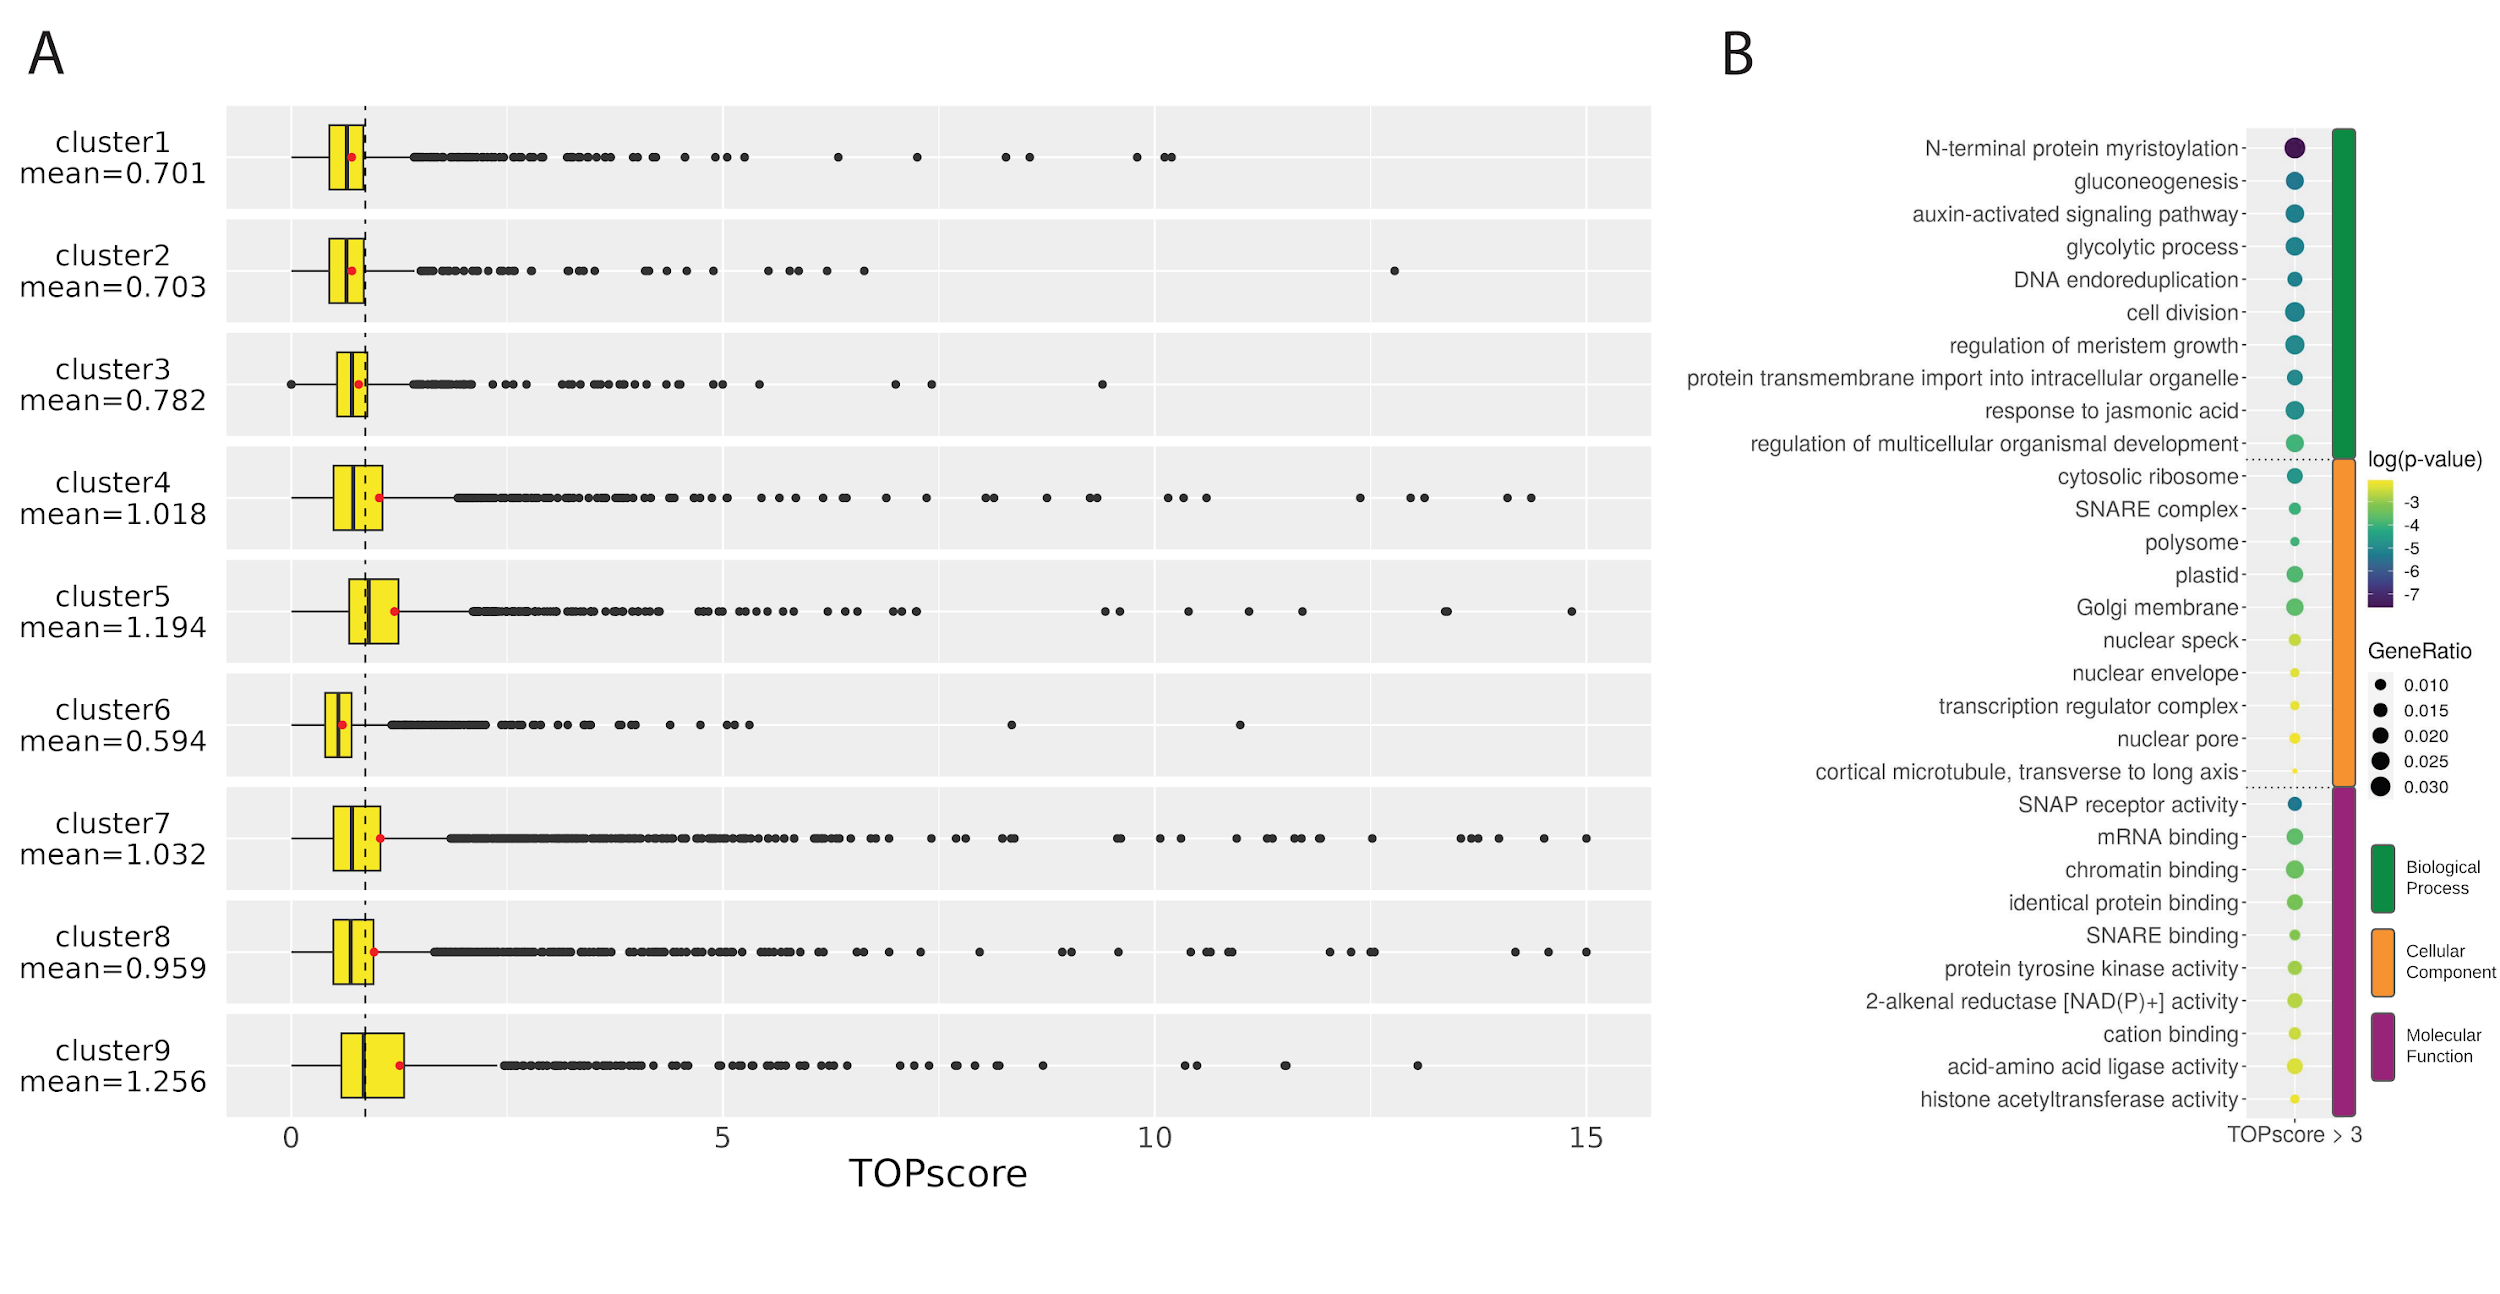 A
cluster1
mean=0.701
cluster2
mean=0.703
cluster3
mean=0.782
cluster4
mean=1.018
cluster5
mean=1.194
cluster6
mean=0.594
cluster7
mean=1.032
cluster8
mean=0.959
cluster9
mean=1.256
0
5
10
15
TOPscore
B
N-terminal protein myristoylation
gluconeogenesis
auxin-activated signaling pathway
glycolytic process
DNA endoreduplication
cell division
regulation of meristem growth
protein transmembrane import into intracellular organelle
response to jasmonic acid
regulation of multicellular organismal development
cytosolic ribosome
SNARE complex
polysome
plastid
Golgi membrane
nuclear speck
nuclear envelope
transcription regulator complex
nuclear pore
cortical microtubule, transverse to long axis
SNAP receptor activity
mRNA binding
chromatin binding
identical protein binding
SNARE binding
protein tyrosine kinase activity
2-alkenal reductase [NAD(P)+] activity
cation binding
acid-amino acid ligase activity
histone acetyltransferase activity
TOPscore > 3
log(p-value)
-3
-4
-5
-6
-7
GeneRatio
0.010
0.015
0.020
0.025
0.030
Biological
Process
Cellular
Component
Molecular
Function